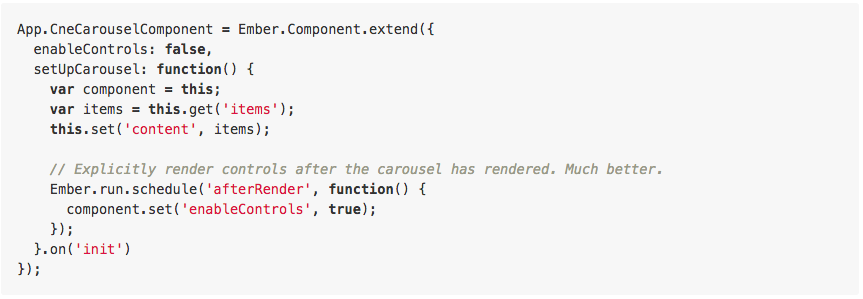 App.CneCarouselComponent = Ember.Component.extend({
  enableControls: false,
  setUpCarousel: function() {
    var component = this;
    var items = this.get('items');
    this.set('content', items);

    // Explicitly render controls after the carousel has rendered. Much better.
    Ember.run.schedule('afterRender', function() {
      component.set('enableControls', true);
    });
  }.on('init')
});